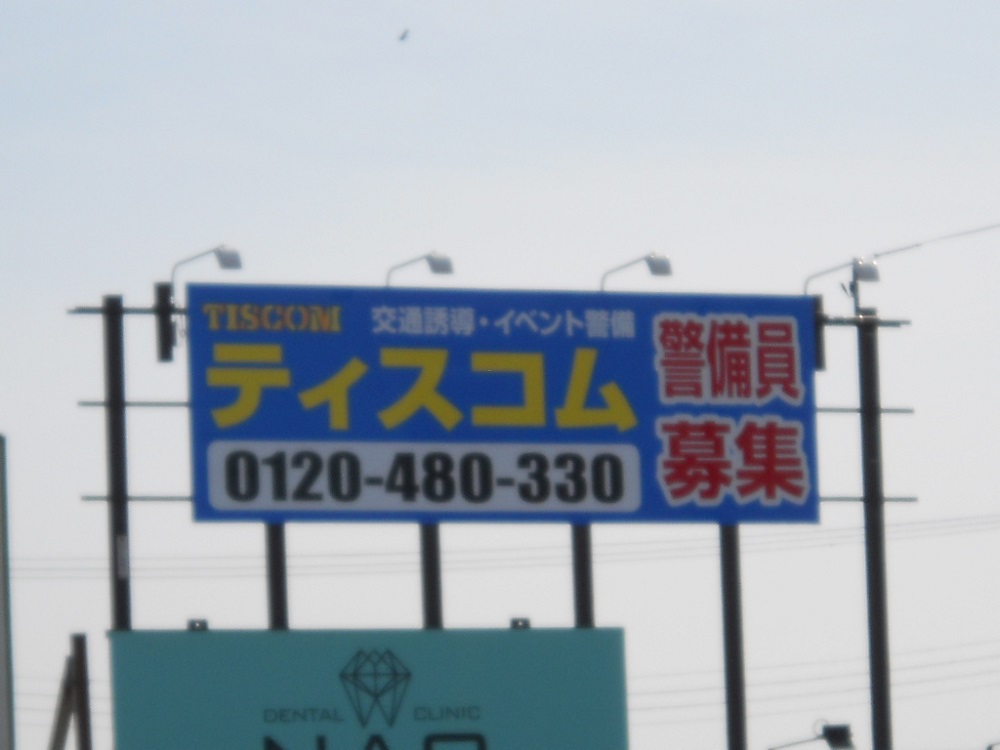 TISCOM 交通誘導・イベント警備
ティスコム
0120-480-330
警備員
募集
DENTAL CLINIC